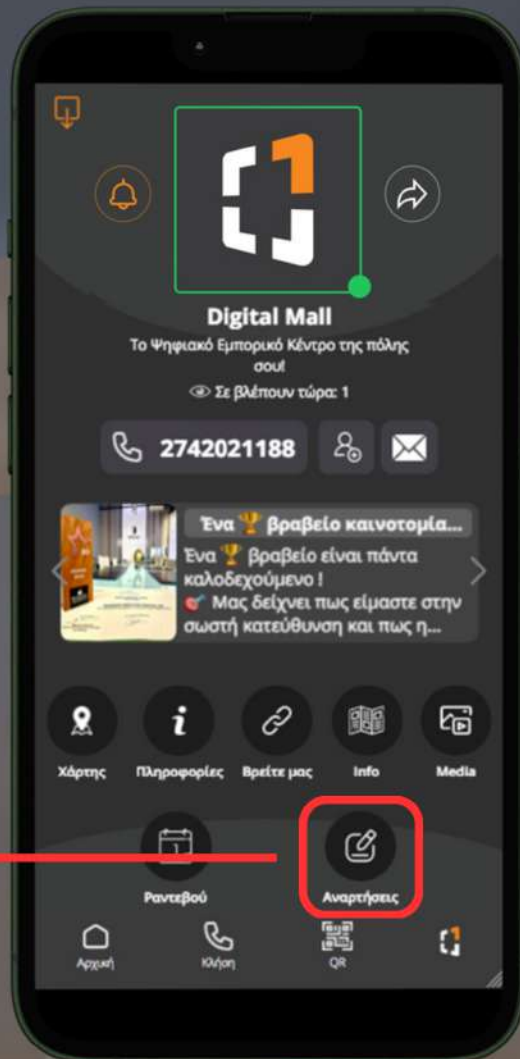 Digital Mall
Το Ψηφιακό Εμπορικό Κέντρο της πόλης
σου!
Σε βλέπουν τώρα: 1
2742021188
Ένα 🏆 βραβείο καινοτομία...
Ένα 🏆 βραβείο είναι πάντα
καλοδεχούμενο !
🎯 Μας δείχνει πως είμαστε στην
σωστή κατεύθυνση και πως η...
Χάρτης Πληροφορίες Βρείτε μας Info Media
1
Ραντεβού Αναρτήσεις
Αρχική Κλήση QR